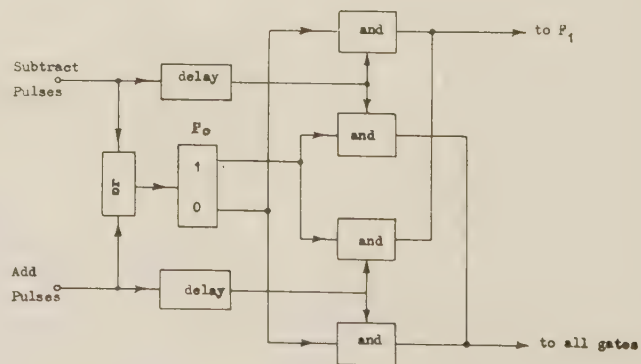 and
to F₁
Subtract
Pulses
delay
F₀
and
1
or
0
and
Add
Pulses
delay
and
to all gates